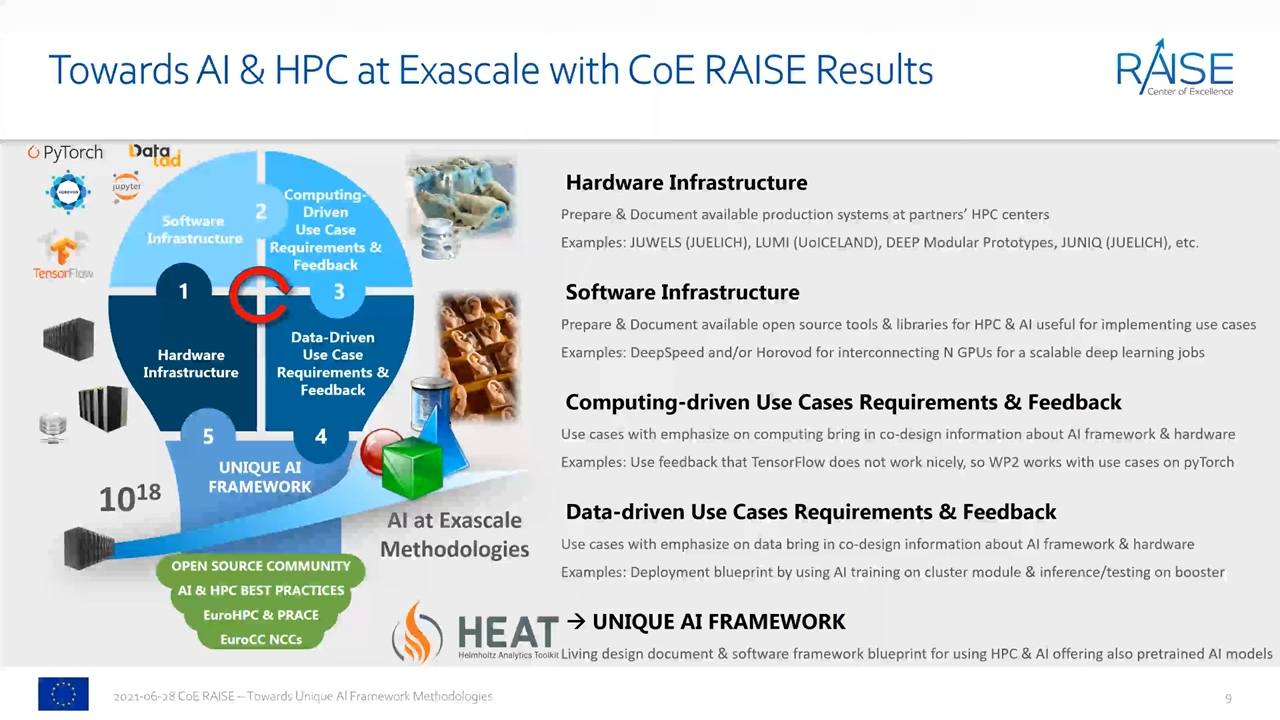 Towards AI & HPC at Exascale with CoE RAISE Results
RAISE
Center of Excellence
PyTorch
Data
lad
HOROVOD
jupyter
TensorFlow
Software
Infrastructure
2
Computing-
Driven
Use Case
Requirements &
Feedback
1
3
Hardware
Infrastructure
Data-Driven
Use Case
Requirements &
Feedback
5
4
UNIQUE AI
FRAMEWORK
10¹⁸
AI at Exascale
Methodologies
OPEN SOURCE COMMUNITY
AI & HPC BEST PRACTICES
EuroHPC & PRACE
EuroCC NCCs
HEAT
Helmholtz Analytics Toolkit
Hardware Infrastructure
Prepare & Document available production systems at partners’ HPC centers
Examples: JUWELS (JUELICH), LUMI (UoICELAND), DEEP Modular Prototypes, JUNIQ (JUELICH), etc.
Software Infrastructure
Prepare & Document available open source tools & libraries for HPC & AI useful for implementing use cases
Examples: DeepSpeed and/or Horovod for interconnecting N GPUs for a scalable deep learning jobs
Computing-driven Use Cases Requirements & Feedback
Use cases with emphasize on computing bring in co-design information about AI framework & hardware
Examples: Use feedback that TensorFlow does not work nicely, so WP2 works with use cases on pyTorch
Data-driven Use Cases Requirements & Feedback
Use cases with emphasize on data bring in co-design information about AI framework & hardware
Examples: Deployment blueprint by using AI training on cluster module & inference/testing on booster
→ UNIQUE AI FRAMEWORK
Living design document & software framework blueprint for using HPC & AI offering also pretrained AI models
2021-06-28 CoE RAISE – Towards Unique AI Framework Methodologies
9